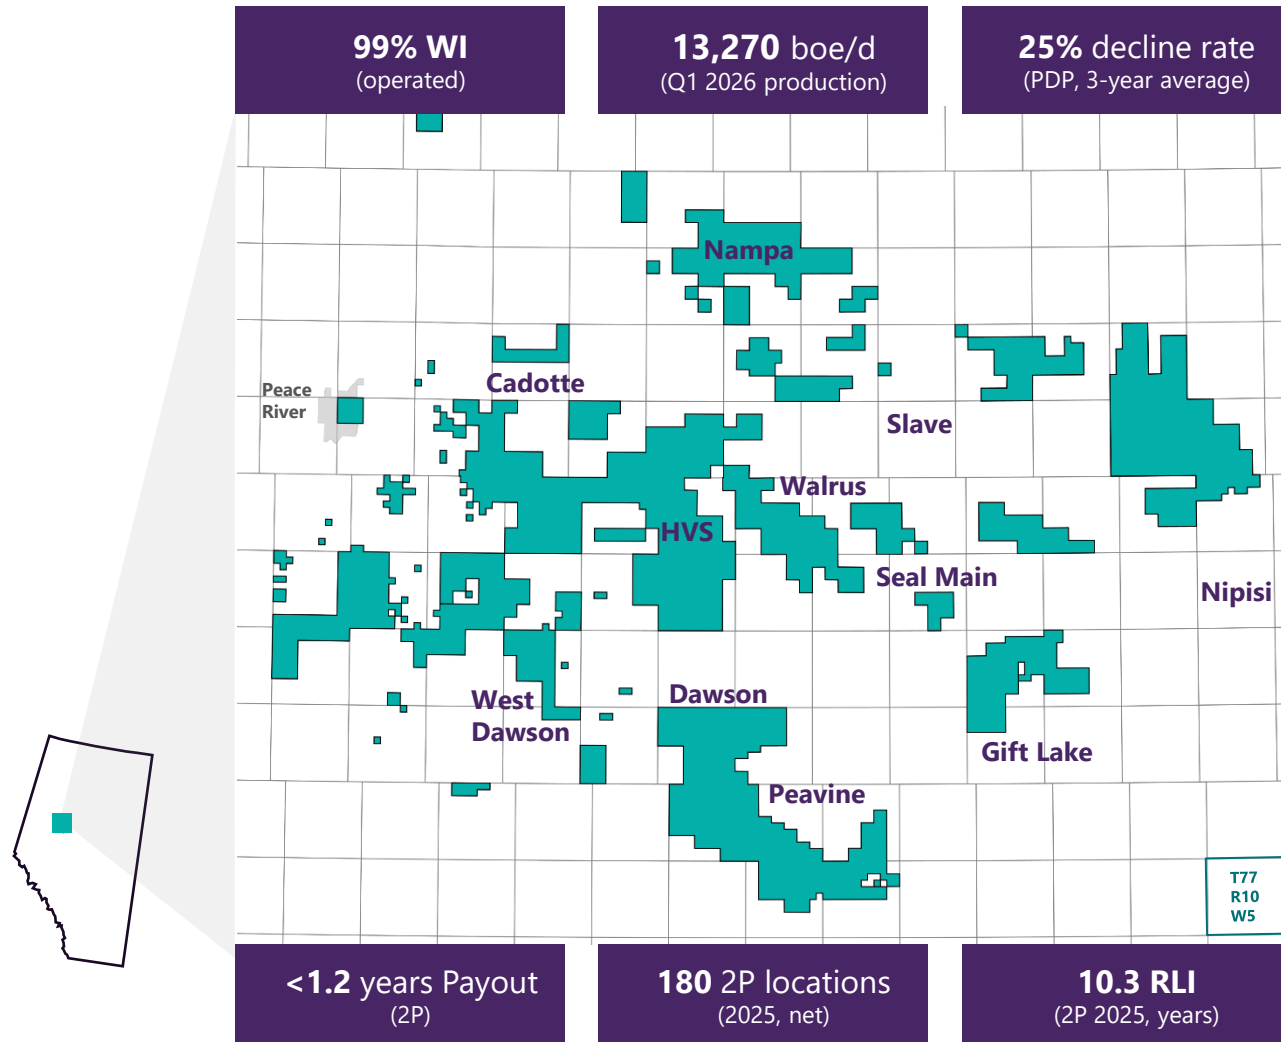 99% WI
(operated)
13,270 boe/d
(Q1 2026 production)
25% decline rate
(PDP, 3-year average)
Nampa
Peace
River
Cadotte
Slave
Walrus
HVS
Seal Main
Nipisi
West
Dawson
Dawson
Gift Lake
Peavine
T77
R10
W5
<1.2 years Payout
(2P)
180 2P locations
(2025, net)
10.3 RLI
(2P 2025, years)